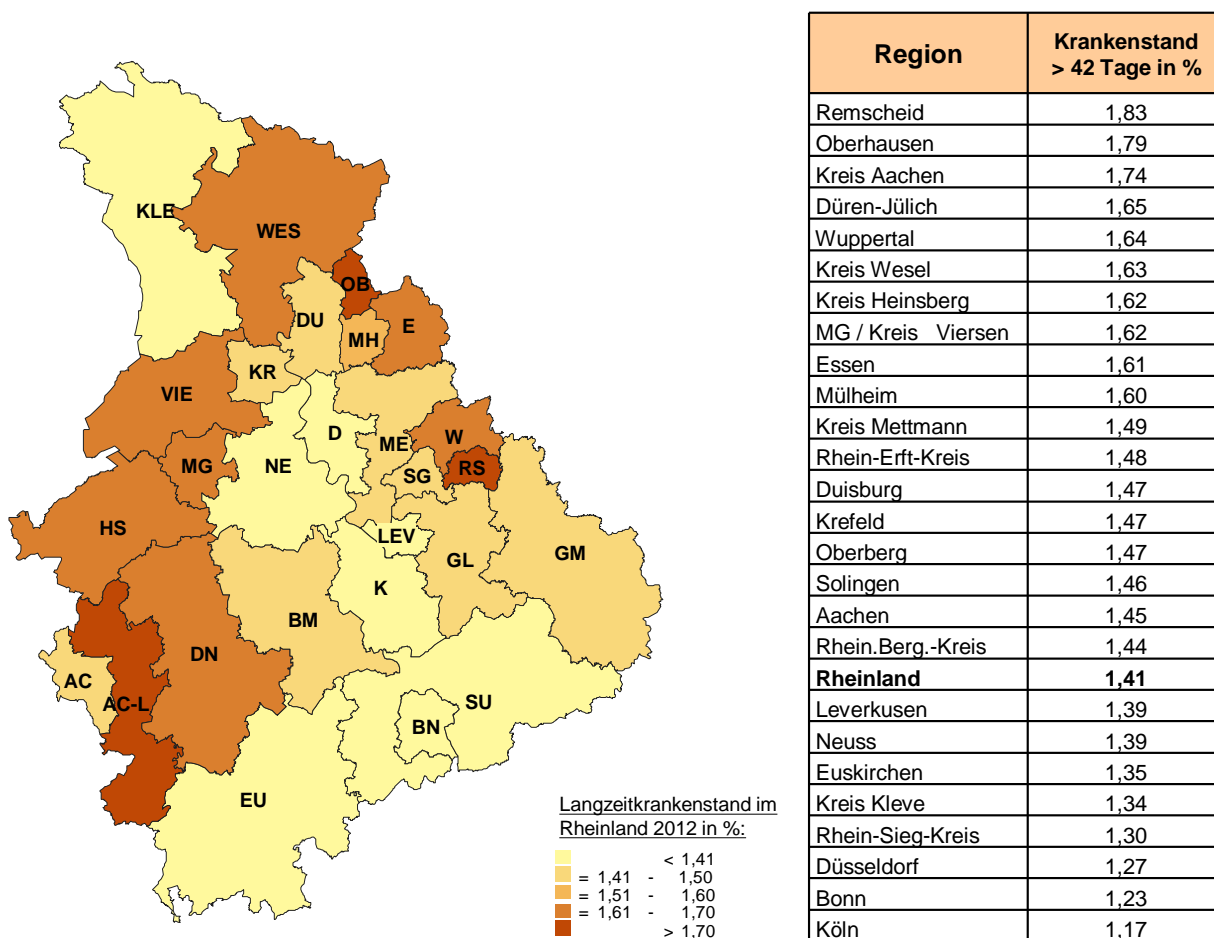 KLE
WES
OB
DU
E
MH
KR
VIE
D
ME
W
MG
NE
SG
RS
HS
LEV
GL
GM
K
BM
DN
AC
AC-L
SU
BN
EU
Langzeitkrankenstand im
Rheinland 2012 in %:
< 1,41
= 1,41 - 1,50
= 1,51 - 1,60
= 1,61 - 1,70
> 1,70
Region Krankenstand
> 42 Tage in %
Remscheid 1,83
Oberhausen 1,79
Kreis Aachen 1,74
Düren-Jülich 1,65
Wuppertal 1,64
Kreis Wesel 1,63
Kreis Heinsberg 1,62
MG / Kreis Viersen 1,62
Essen 1,61
Mülheim 1,60
Kreis Mettmann 1,49
Rhein-Erft-Kreis 1,48
Duisburg 1,47
Krefeld 1,47
Oberberg 1,47
Solingen 1,46
Aachen 1,45
Rhein.Berg.-Kreis 1,44
Rheinland 1,41
Leverkusen 1,39
Neuss 1,39
Euskirchen 1,35
Kreis Kleve 1,34
Rhein-Sieg-Kreis 1,30
Düsseldorf 1,27
Bonn 1,23
Köln 1,17